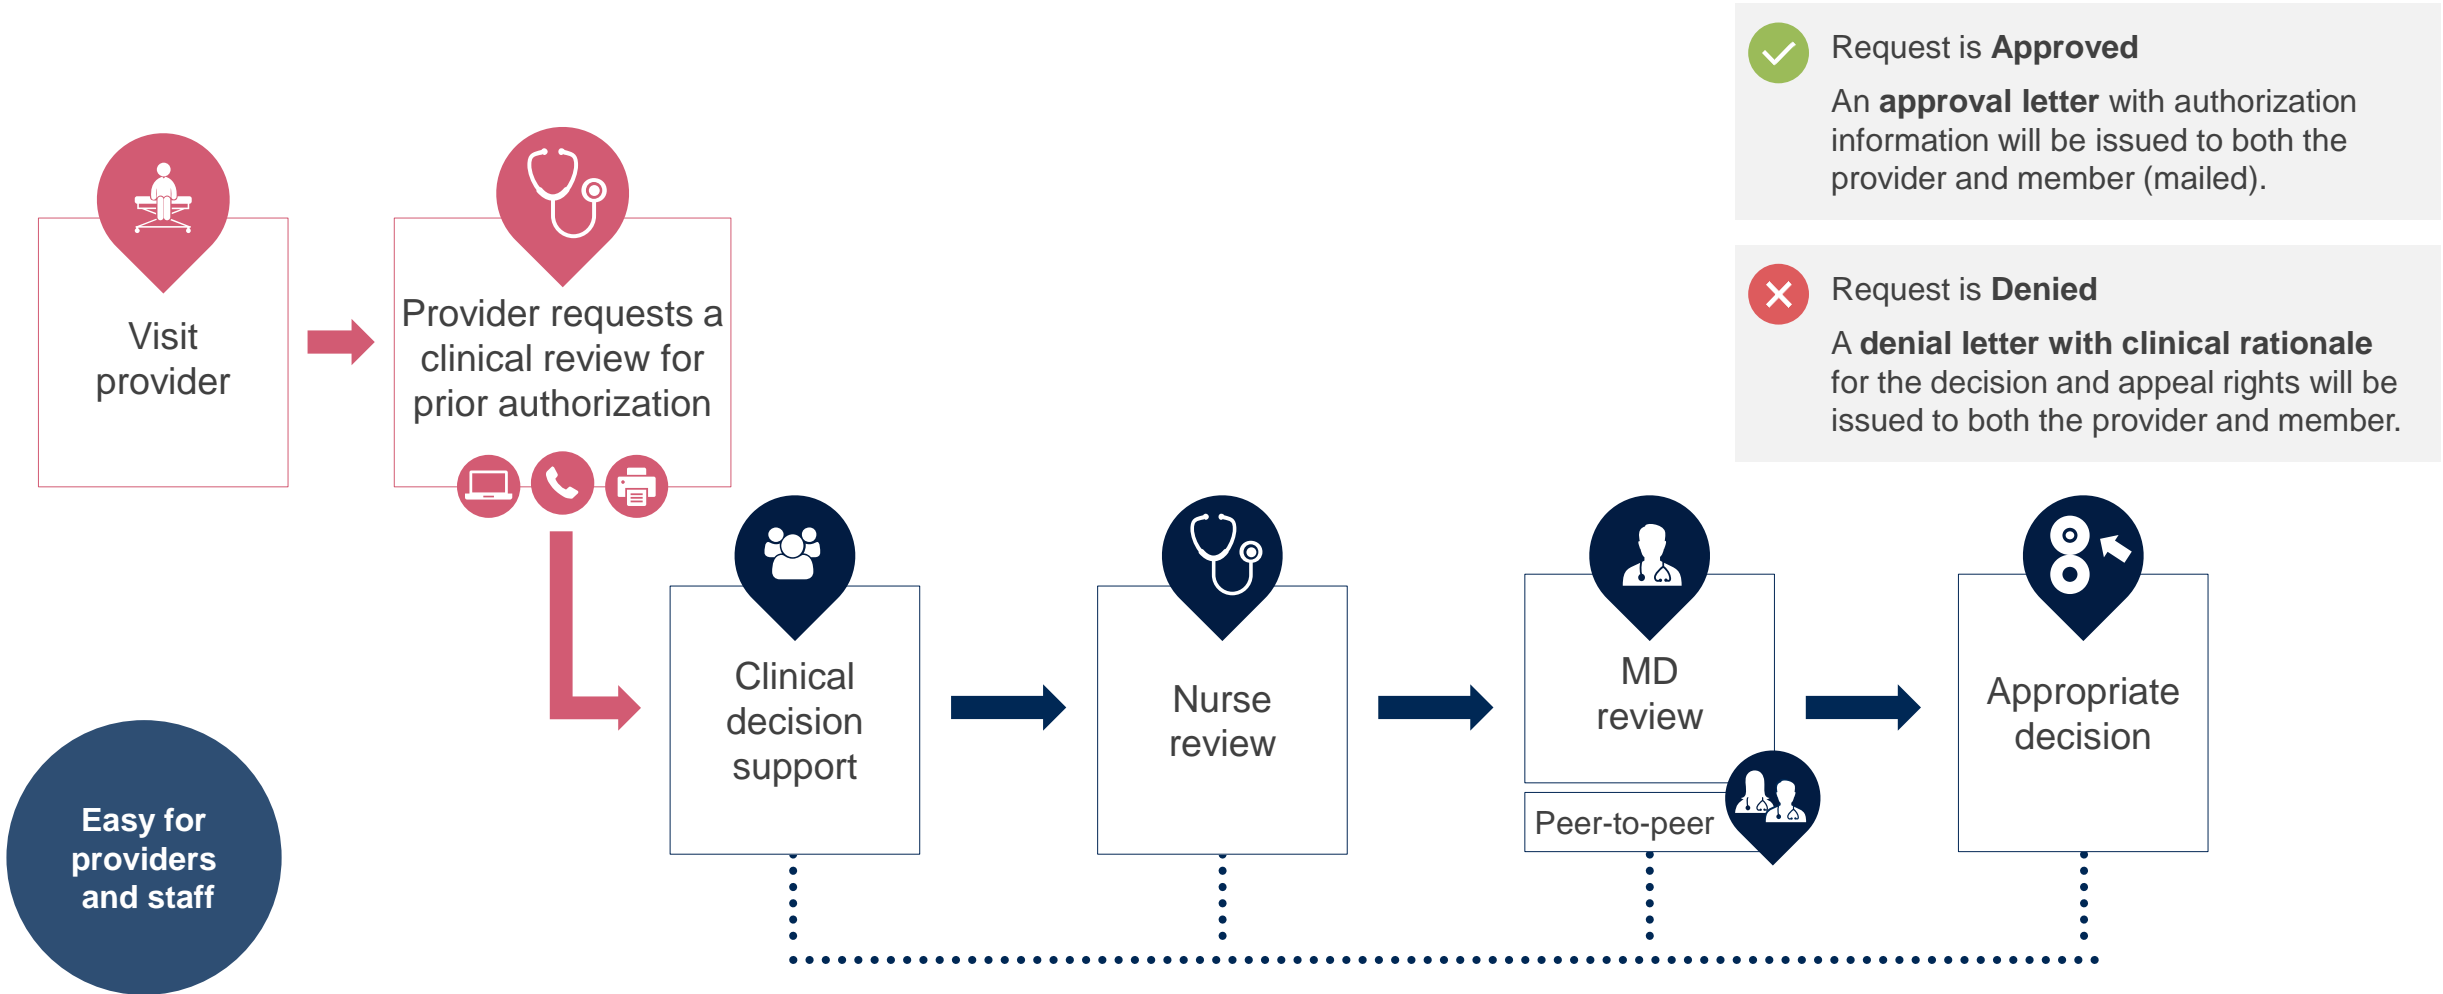 Request is Approved
An approval letter with authorization
information will be issued to both the
provider and member (mailed).
Request is Denied
A denial letter with clinical rationale
for the decision and appeal rights will be
issued to both the provider and member.
Visit
provider
Provider requests a
clinical review for
prior authorization
Clinical
decision
support
Nurse
review
MD
review
Peer-to-peer
Appropriate
decision
Easy for
providers
and staff